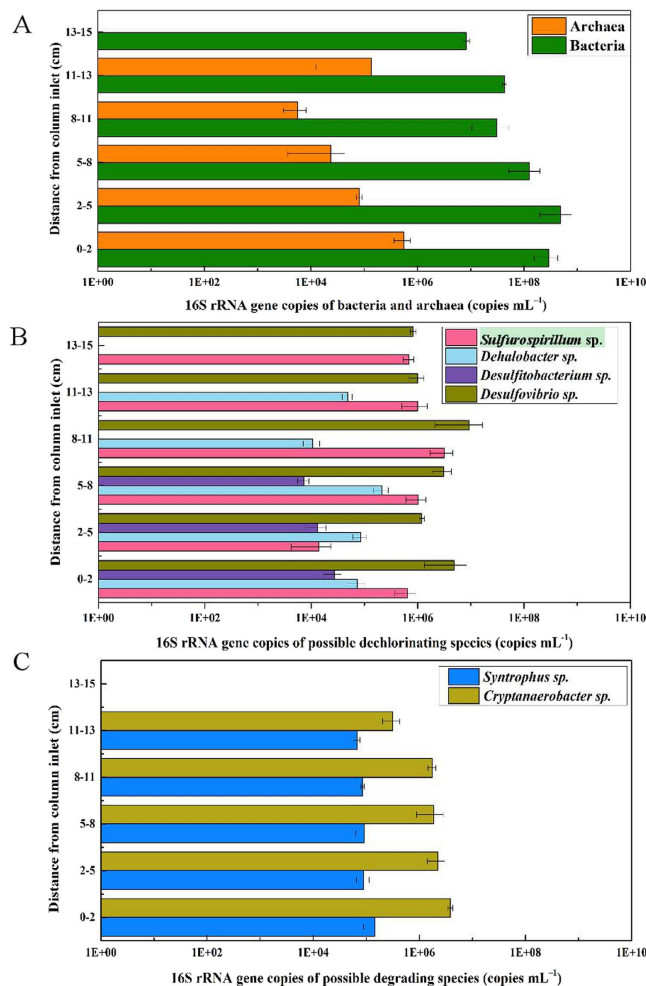 A
Distance from column inlet (cm)
13-15
11-13
8-11
5-8
2-5
0-2
Archaea
Bacteria
1E+00 1E+02 1E+04 1E+06 1E+08 1E+10
16S rRNA gene copies of bacteria and archaea (copies mL⁻¹)
B
Distance from column inlet (cm)
13-15
11-13
8-11
5-8
2-5
0-2
Sulfurospirillum sp.
Dehalobacter sp.
Desulfitobacterium sp.
Desulfovibrio sp.
1E+00 1E+02 1E+04 1E+06 1E+08 1E+10
16S rRNA gene copies of possible dechlorinating species (copies mL⁻¹)
C
Distance from column inlet (cm)
13-15
11-13
8-11
5-8
2-5
0-2
Syntrophus sp.
Cryptanaerobacter sp.
1E+00 1E+02 1E+04 1E+06 1E+08 1E+10
16S rRNA gene copies of possible degrading species (copies mL⁻¹)